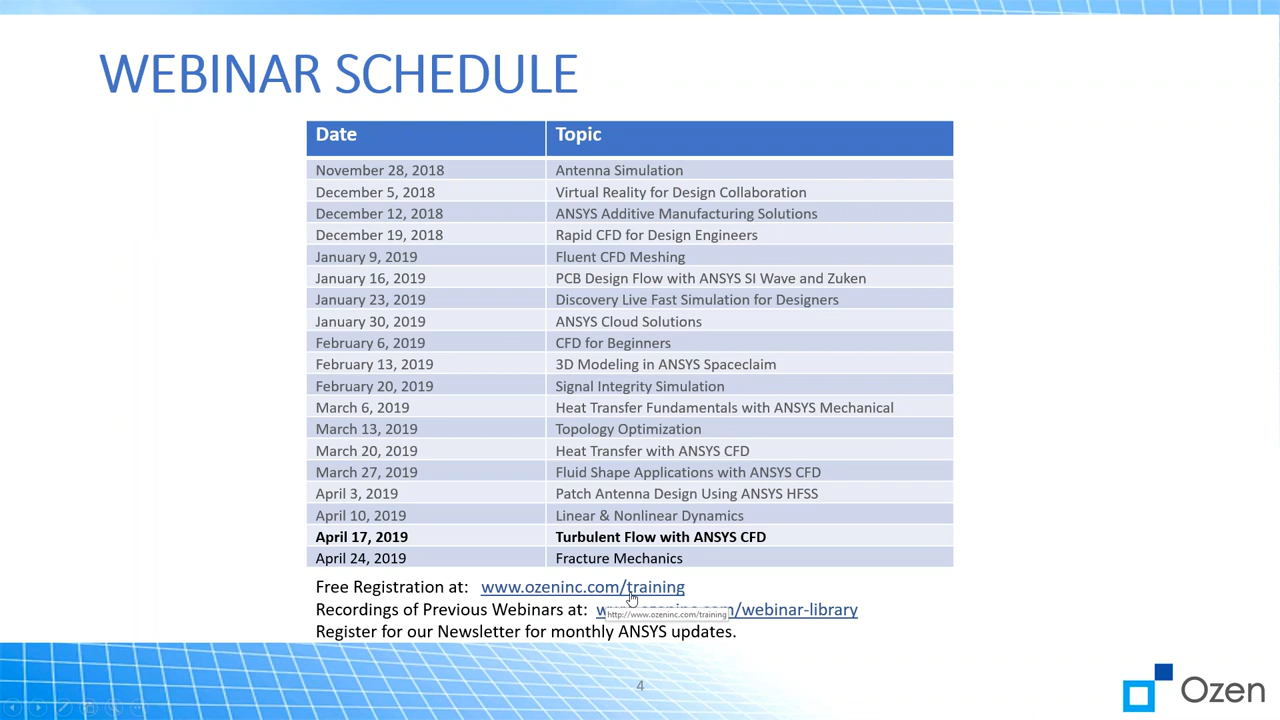 WEBINAR SCHEDULE
Date Topic
November 28, 2018 Antenna Simulation
December 5, 2018 Virtual Reality for Design Collaboration
December 12, 2018 ANSYS Additive Manufacturing Solutions
December 19, 2018 Rapid CFD for Design Engineers
January 9, 2019 Fluent CFD Meshing
January 16, 2019 PCB Design Flow with ANSYS SI Wave and Zuken
January 23, 2019 Discovery Live Fast Simulation for Designers
January 30, 2019 ANSYS Cloud Solutions
February 6, 2019 CFD for Beginners
February 13, 2019 3D Modeling in ANSYS Spaceclaim
February 20, 2019 Signal Integrity Simulation
March 6, 2019 Heat Transfer Fundamentals with ANSYS Mechanical
March 13, 2019 Topology Optimization
March 20, 2019 Heat Transfer with ANSYS CFD
March 27, 2019 Fluid Shape Applications with ANSYS CFD
April 3, 2019 Patch Antenna Design Using ANSYS HFSS
April 10, 2019 Linear & Nonlinear Dynamics
April 17, 2019 Turbulent Flow with ANSYS CFD
April 24, 2019 Fracture Mechanics
Free Registration at: www.ozeninc.com/training
Recordings of Previous Webinars at: /webinar-library
http://www.ozeninc.com/training
Register for our Newsletter for monthly ANSYS updates.
4
Ozen